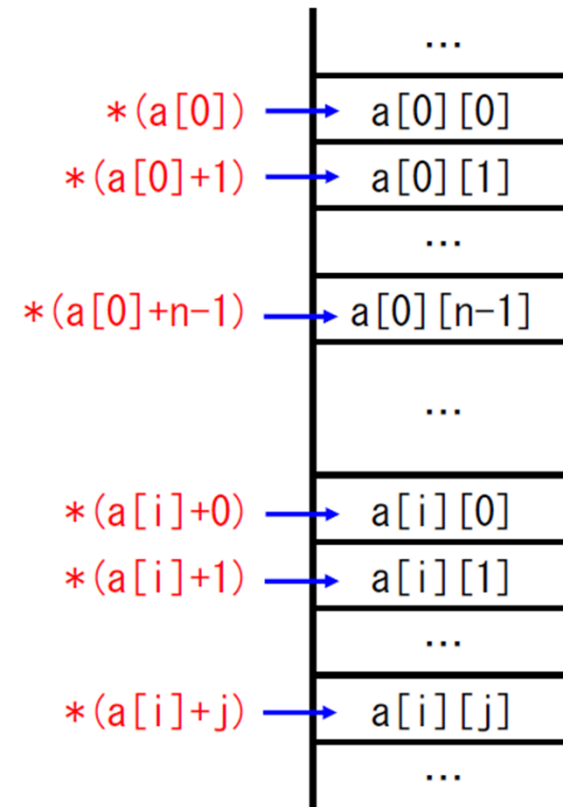 ...
*(a[0]) a[0][0]
*(a[0]+1) a[0][1]
...
*(a[0]+n-1) a[0][n-1]
...
*(a[i]+0) a[i][0]
*(a[i]+1) a[i][1]
...
*(a[i]+j) a[i][j]
...